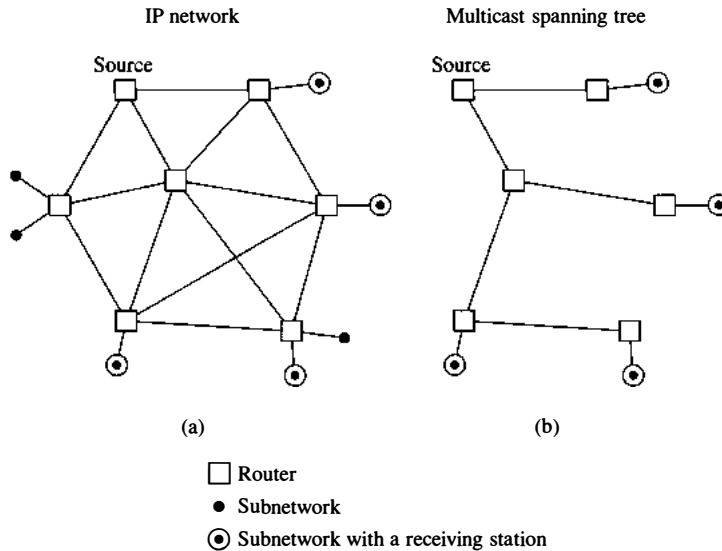 IP network
Multicast spanning tree
Source
Source
(a)
(b)
Router
Subnetwork
Subnetwork with a receiving station